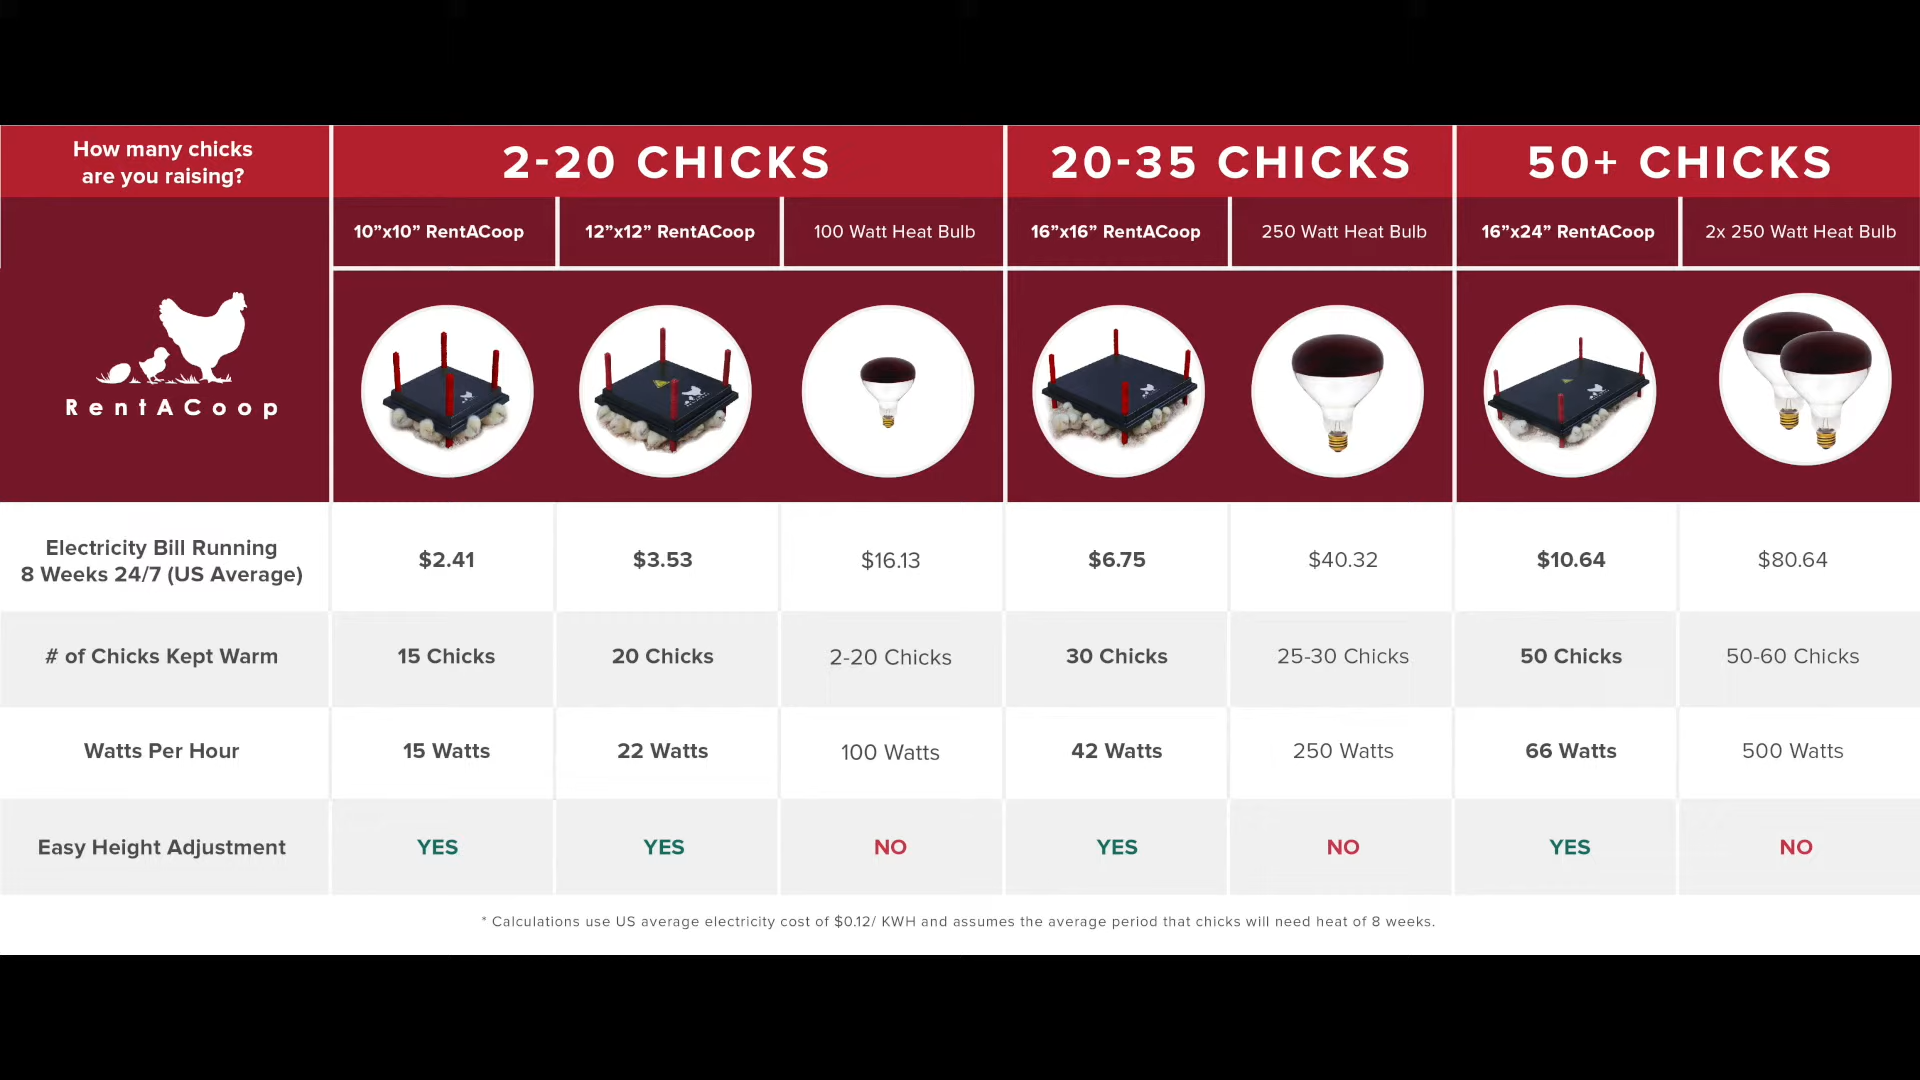 How many chicks
are you raising?
2-20 CHICKS
20-35 CHICKS
50+ CHICKS
10”x10” RentACoop
12”x12” RentACoop
100 Watt Heat Bulb
16”x16” RentACoop
250 Watt Heat Bulb
16”x24” RentACoop
2x 250 Watt Heat Bulb
RentACoop
Electricity Bill Running
8 Weeks 24/7 (US Average)
$2.41
$3.53
$16.13
$6.75
$40.32
$10.64
$80.64
# of Chicks Kept Warm
15 Chicks
20 Chicks
2-20 Chicks
30 Chicks
25-30 Chicks
50 Chicks
50-60 Chicks
Watts Per Hour
15 Watts
22 Watts
100 Watts
42 Watts
250 Watts
66 Watts
500 Watts
Easy Height Adjustment
YES
YES
NO
YES
NO
YES
NO
* Calculations use US average electricity cost of $0.12/ KWH and assumes the average period that chicks will need heat of 8 weeks.